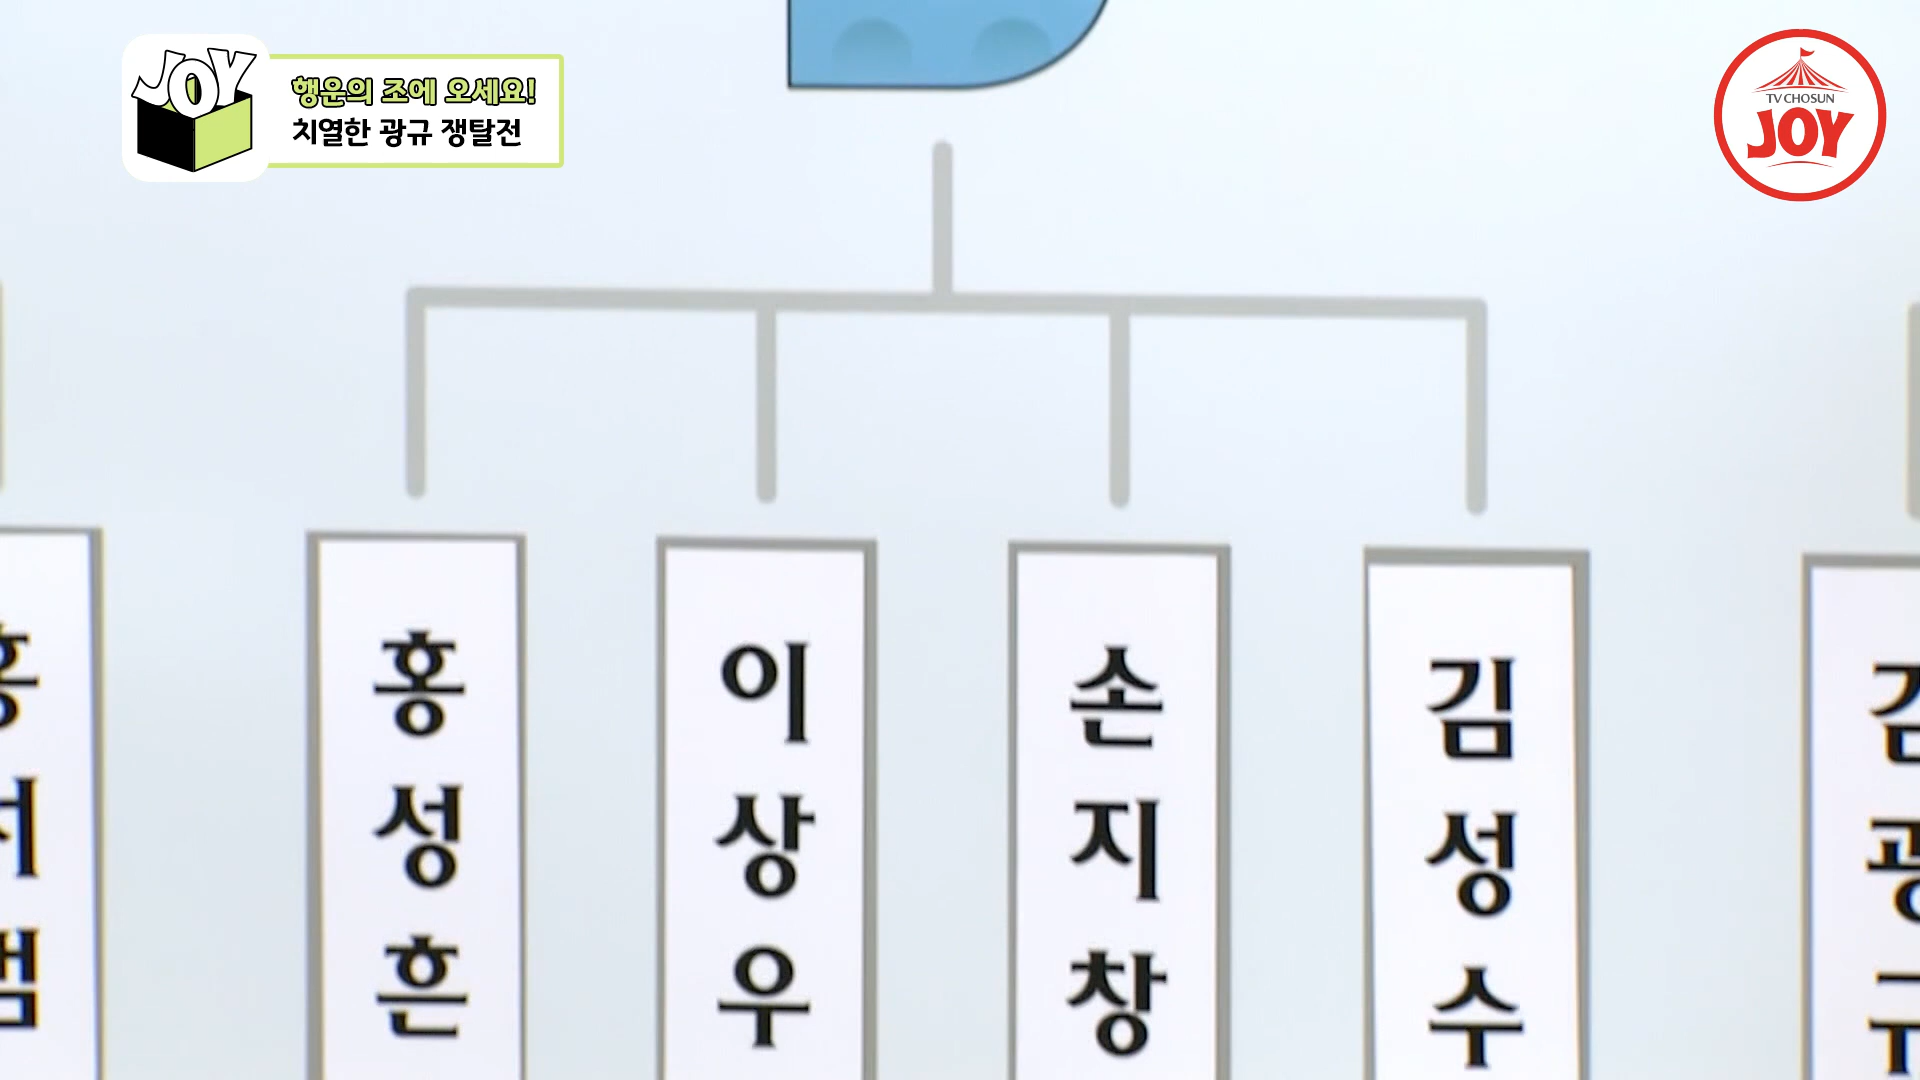 JOY
행운의 조에 오세요!
치열한 광규 쟁탈전
TV CHOSUN
JOY
홍성흔
이상우
손지창
김성수